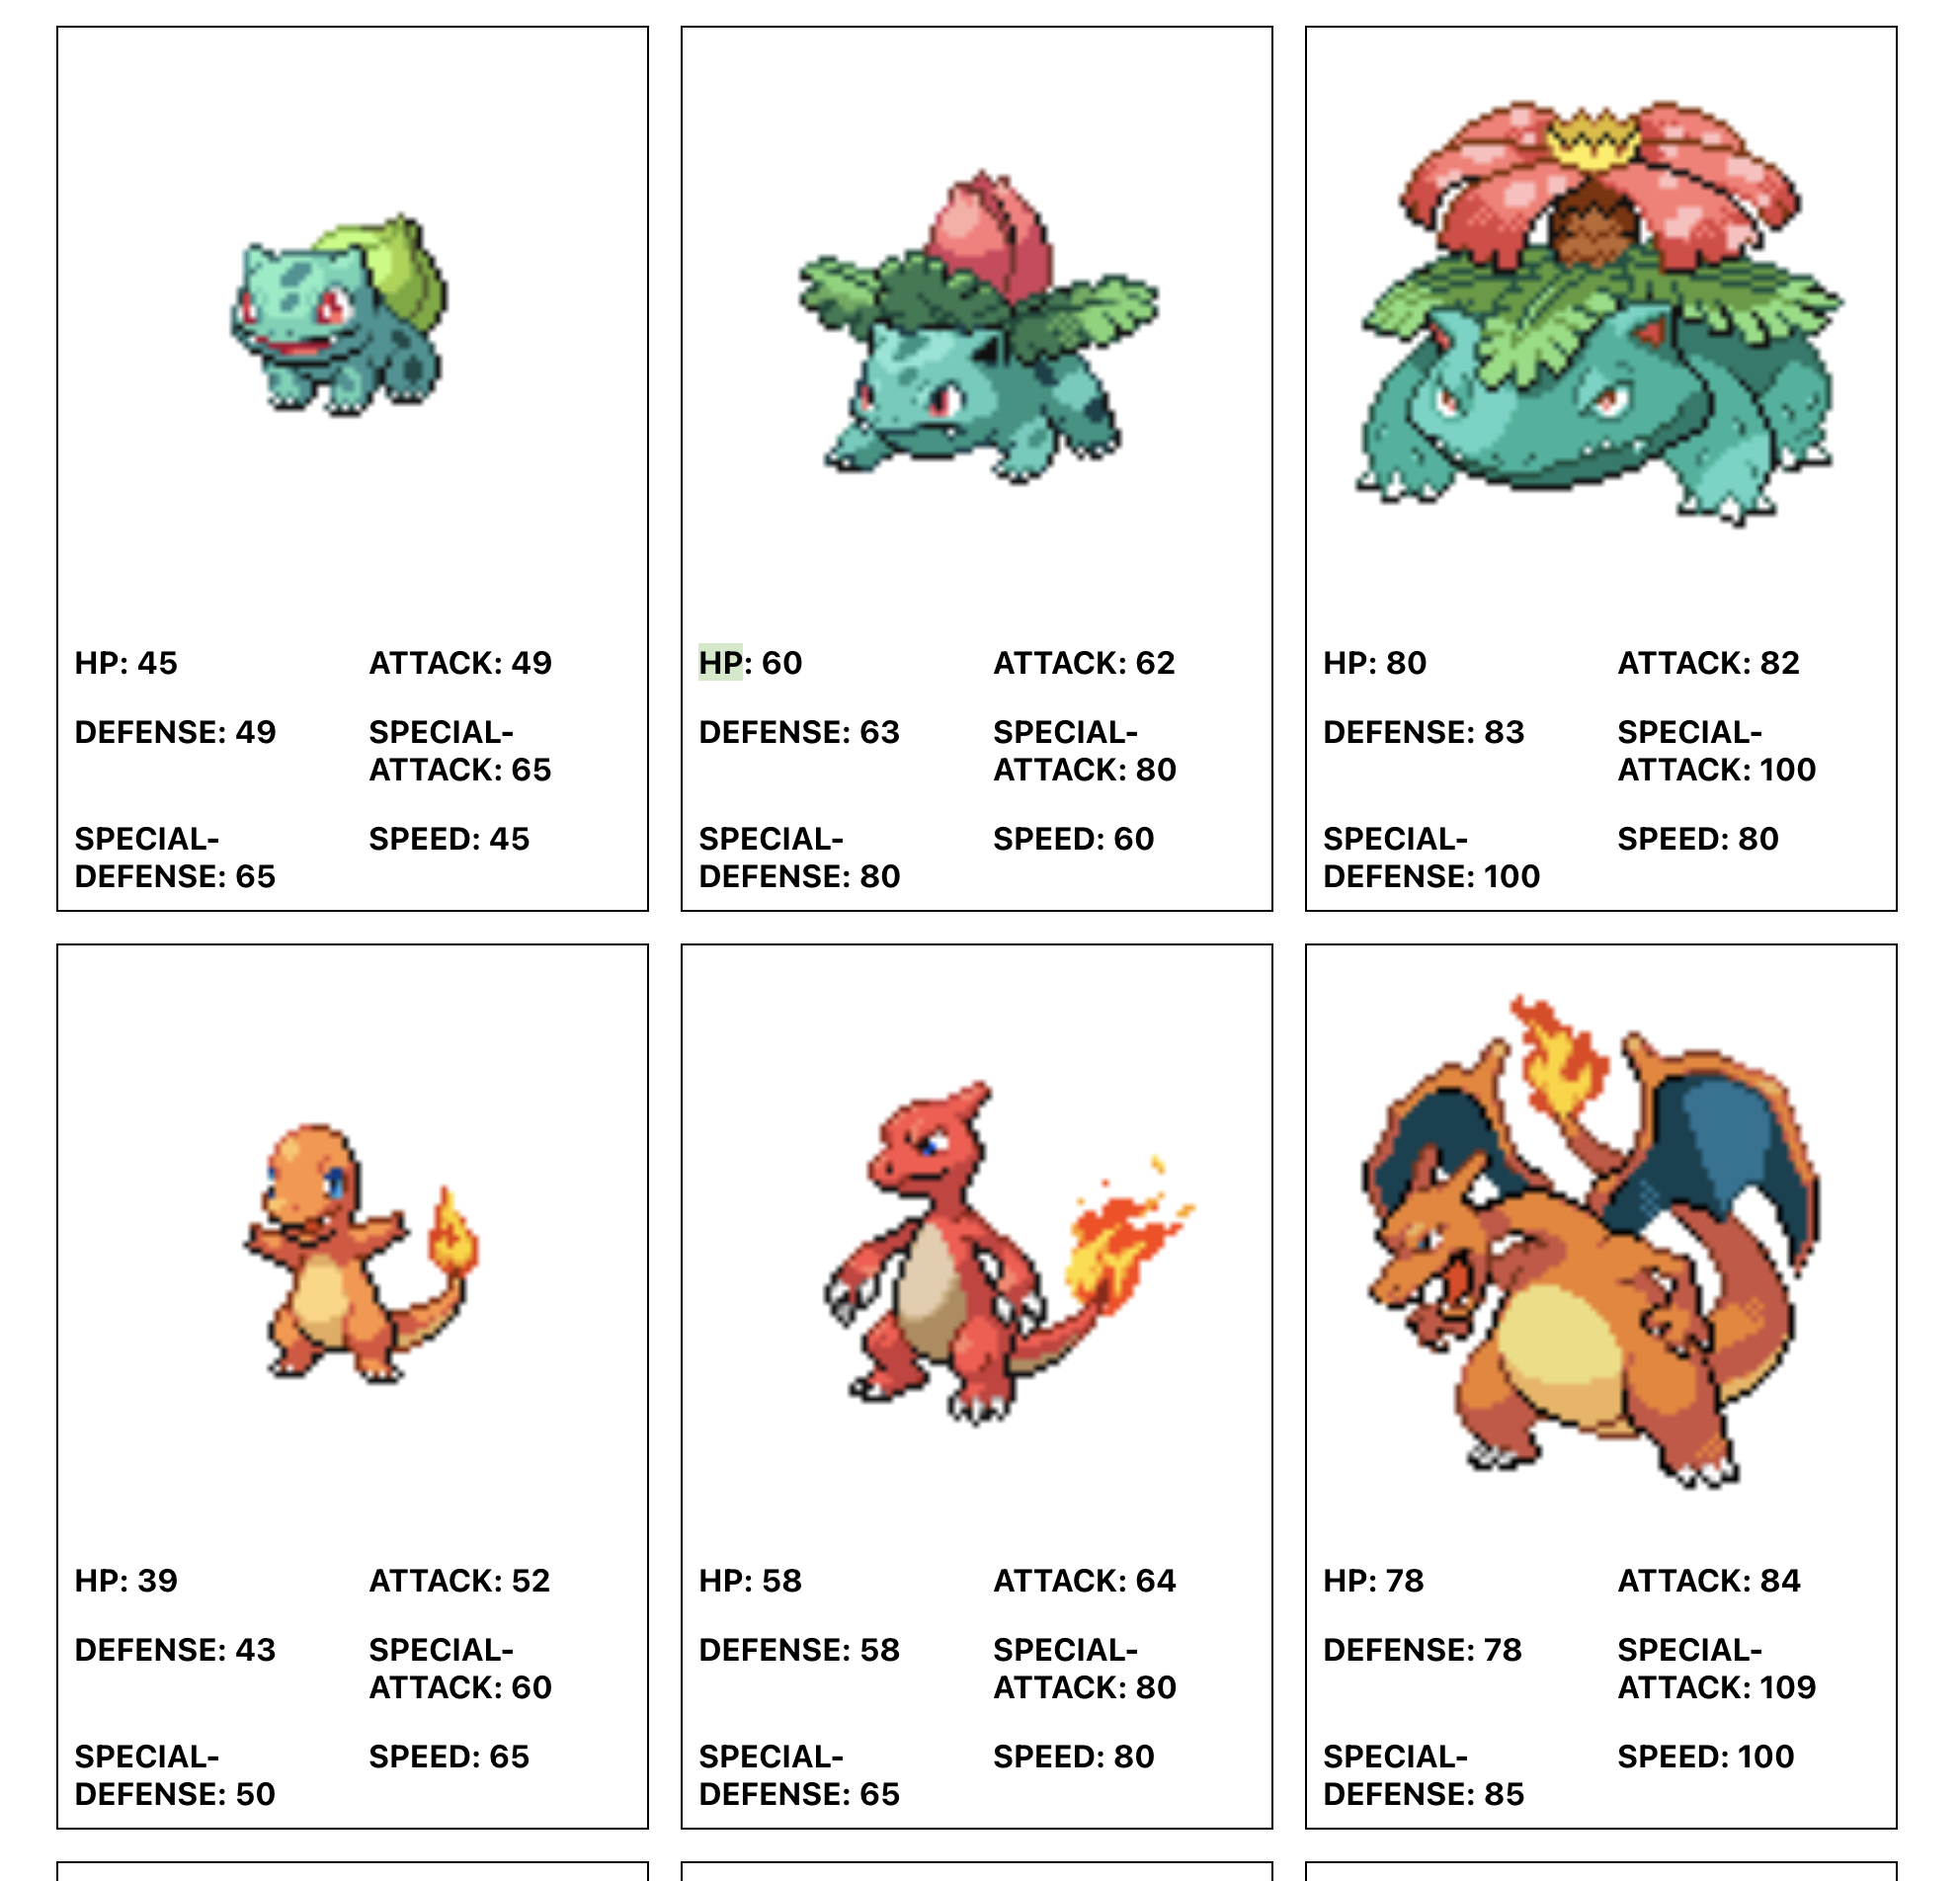 HP: 45
ATTACK: 49
DEFENSE: 49
SPECIAL-
ATTACK: 65
SPECIAL-
DEFENSE: 65
SPEED: 45
HP: 60
ATTACK: 62
DEFENSE: 63
SPECIAL-
ATTACK: 80
SPECIAL-
DEFENSE: 80
SPEED: 60
HP: 80
ATTACK: 82
DEFENSE: 83
SPECIAL-
ATTACK: 100
SPECIAL-
DEFENSE: 100
SPEED: 80
HP: 39
ATTACK: 52
DEFENSE: 43
SPECIAL-
ATTACK: 60
SPECIAL-
DEFENSE: 50
SPEED: 65
HP: 58
ATTACK: 64
DEFENSE: 58
SPECIAL-
ATTACK: 80
SPECIAL-
DEFENSE: 65
SPEED: 80
HP: 78
ATTACK: 84
DEFENSE: 78
SPECIAL-
ATTACK: 109
SPECIAL-
DEFENSE: 85
SPEED: 100